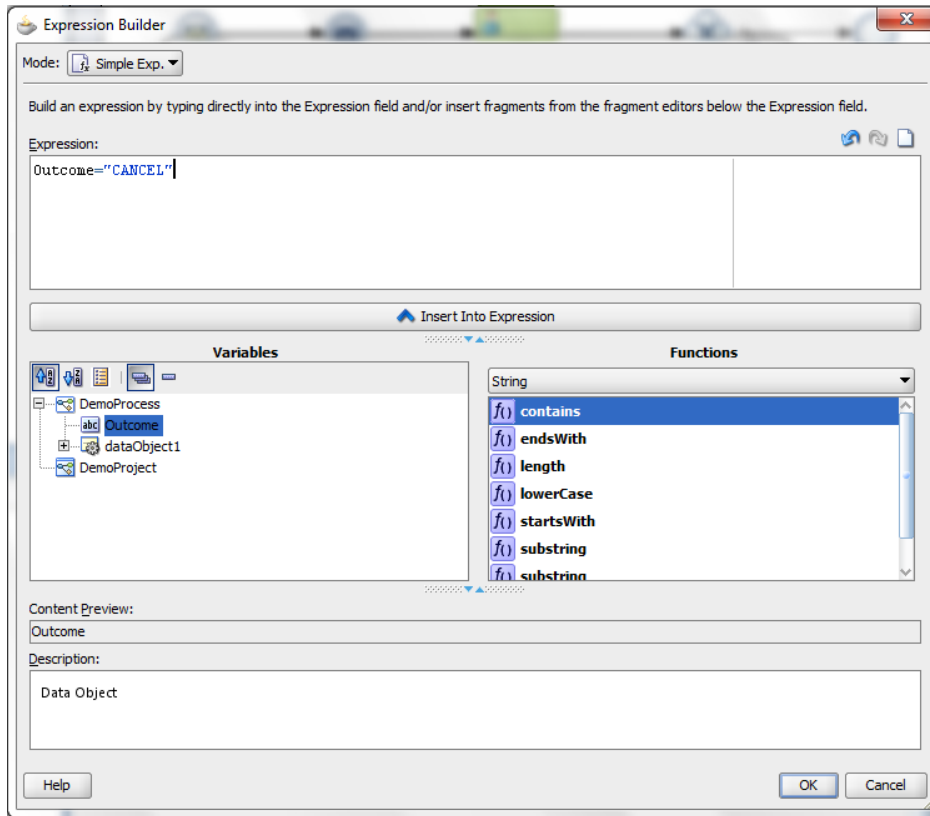 Expression Builder
Mode: Simple Exp.
Build an expression by typing directly into the Expression field and/or insert fragments from the fragment editors below the Expression field.
Expression:
Outcome="CANCEL"
Insert Into Expression
Variables
Functions
String
DemoProcess
abc Outcome
dataObject1
DemoProject
f() contains
f() endsWith
f() length
f() lowerCase
f() startsWith
f() substring
f() substring
Content Preview:
Outcome
Description:
Data Object
Help
OK
Cancel